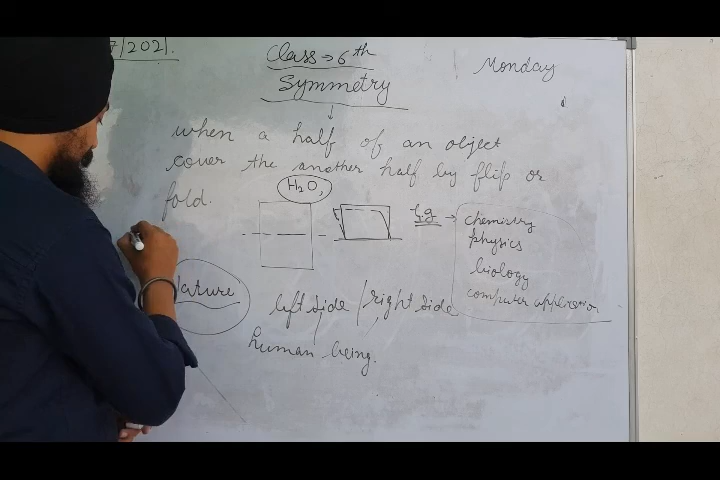 7/2021.
Class → 6th
Monday
Symmetry
when a half of an object
cover the another half by flip or
fold.
H2O,
E.g →
chemistry
physics
biology
computer application
Nature
left side / right side
human being.